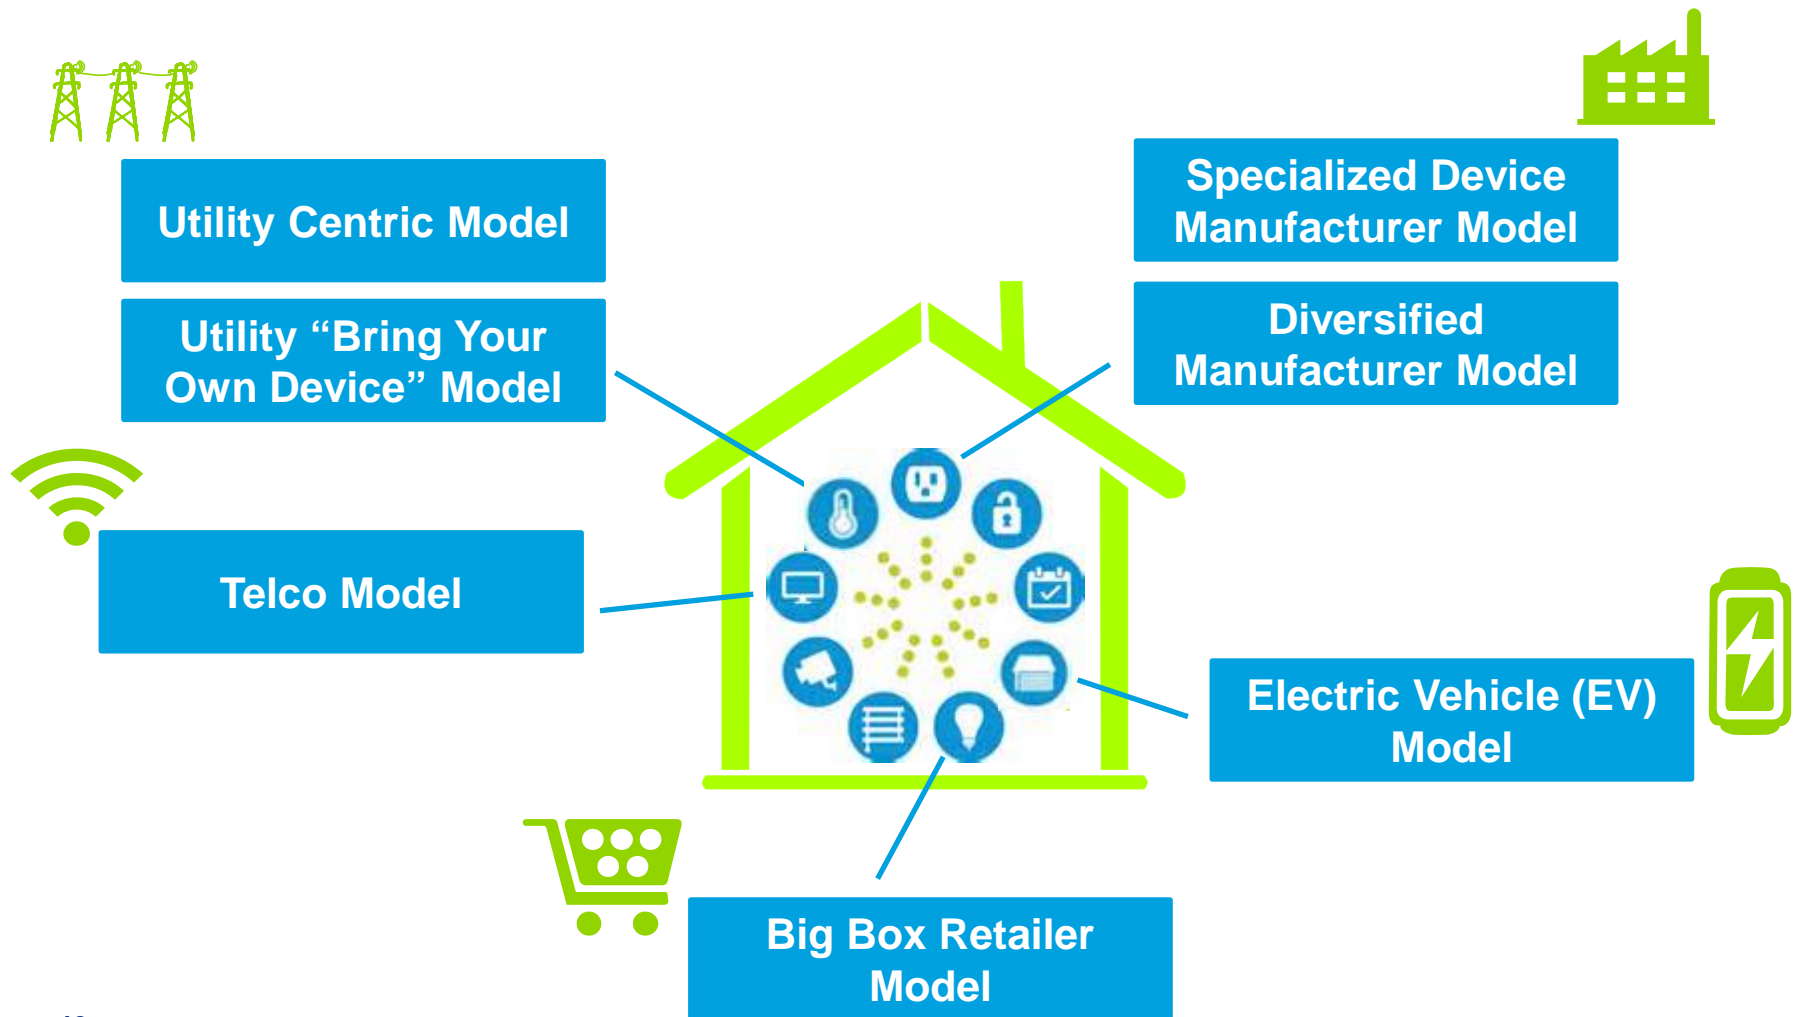 Utility Centric Model
Utility “Bring Your
Own Device” Model
Telco Model
Specialized Device
Manufacturer Model
Diversified
Manufacturer Model
Electric Vehicle (EV)
Model
Big Box Retailer
Model